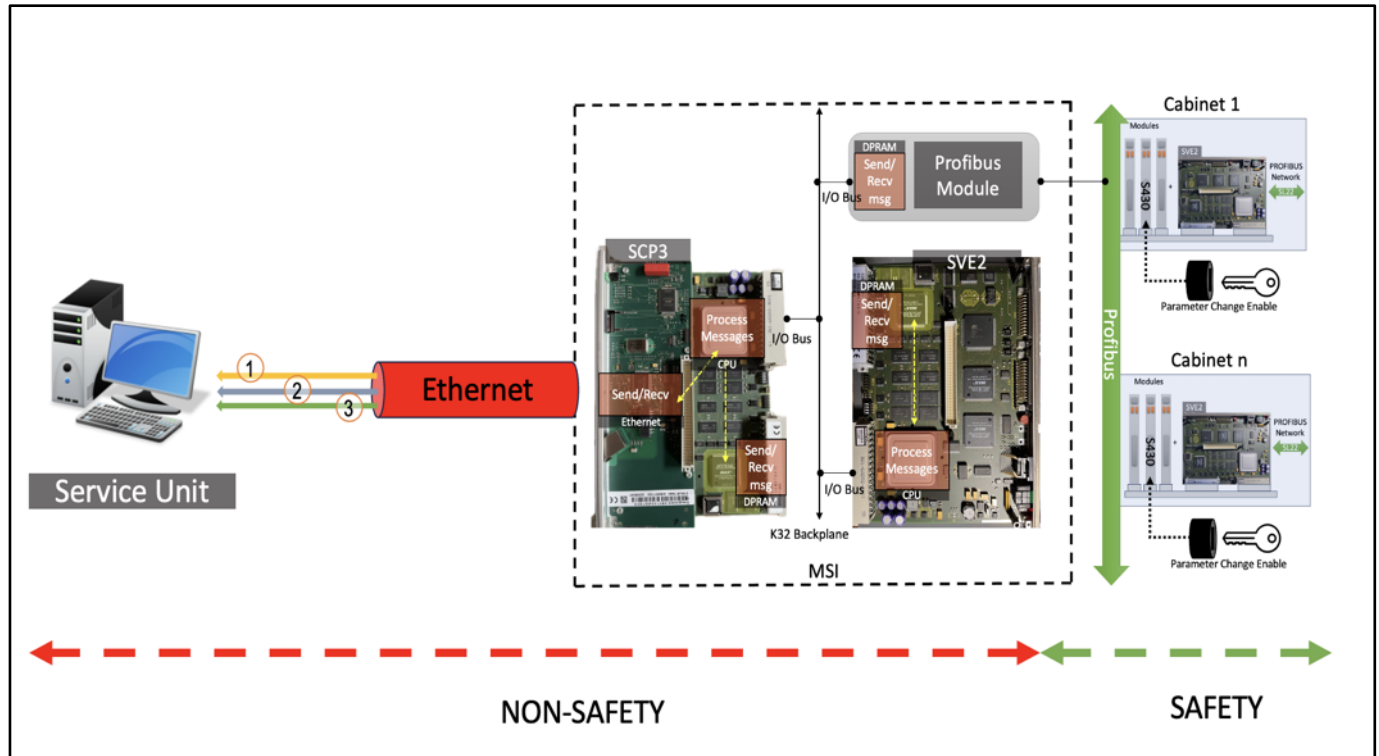 Cabinet 1
Modules
SVE2
S430
+
PROFIBUS
Network
SL22
Parameter Change Enable
DPRAM
Send/
Recv
msg
Profibus
Module
I/O Bus
SCP3
Process
Messages
CPU
I/O Bus
Send/Recv
Ethernet
Send/
Recv
msg
DPRAM
SVE2
DPRAM
Send/
Recv
msg
Process
Messages
CPU
I/O Bus
K32 Backplane
MSI
Profibus
Cabinet n
Modules
SVE2
S430
+
PROFIBUS
Network
SL22
Parameter Change Enable
1
2
3
Ethernet
Service Unit
NON-SAFETY
SAFETY